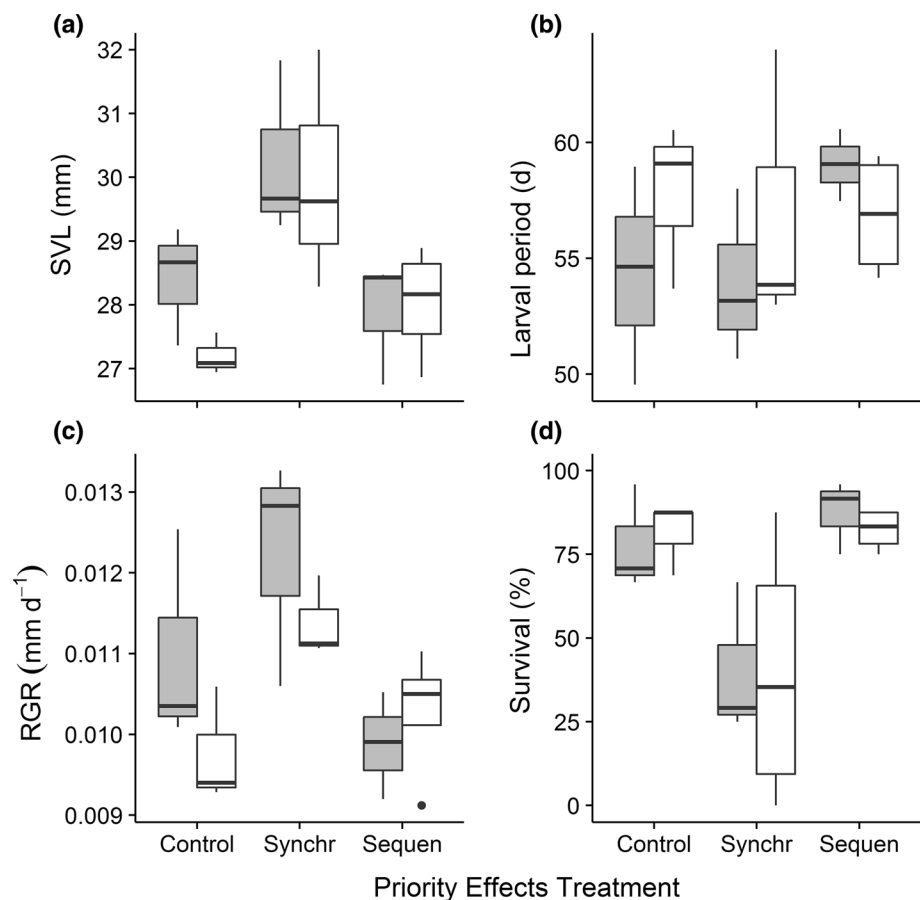 (a)
SVL (mm)
32
31
30
29
28
27
(b)
Larval period (d)
60
55
50
(c)
RGR (mm d⁻¹)
0.013
0.012
0.011
0.010
0.009
Control Synchr Sequen
(d)
Survival (%)
100
75
50
25
0
Control Synchr Sequen
Priority Effects Treatment